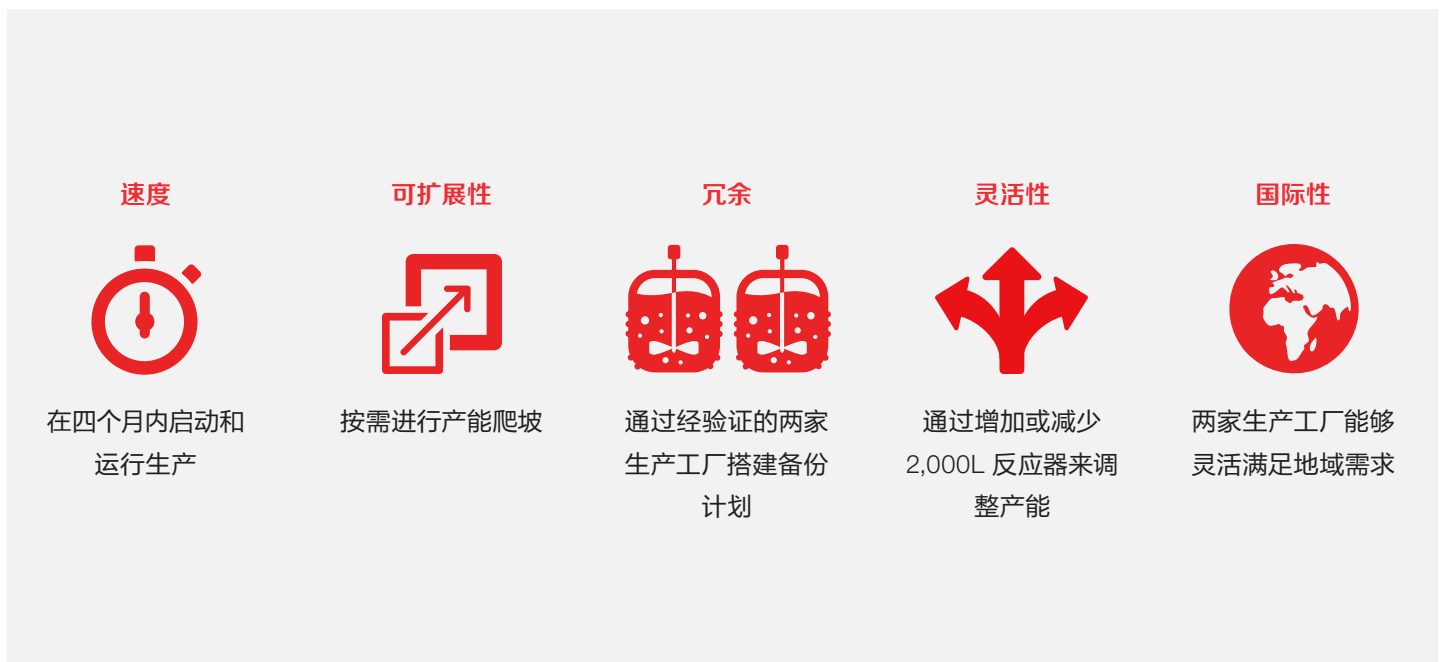 速度
在四个月内启动和
运行生产
可扩展性
按需进行产能爬坡
冗余
通过经验证的两家
生产工厂搭建备份
计划
灵活性
通过增加或减少
2,000L 反应器来调
整产能
国际性
两家生产工厂能够
灵活满足地域需求